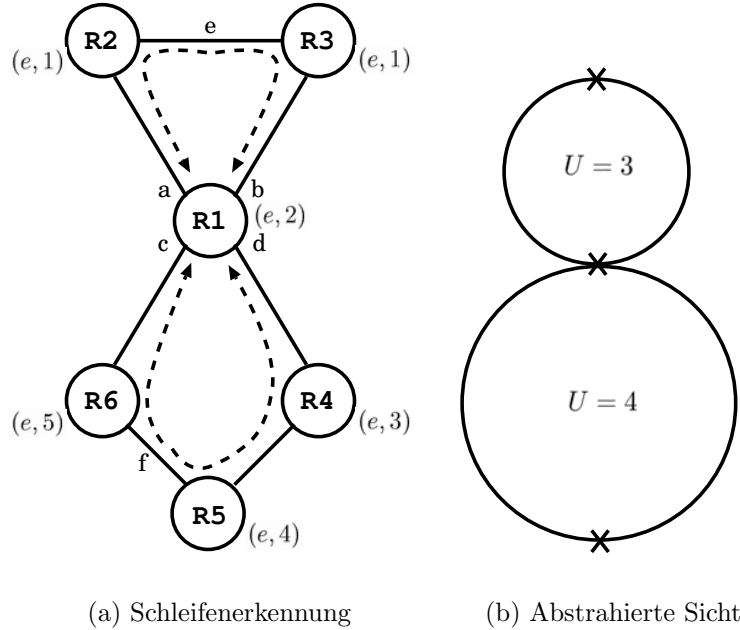 e
R2
R3
(e, 1)
(e, 1)
a
b
R1
(e, 2)
c
d
R6
R4
(e, 5)
(e, 3)
f
R5
(e, 4)
U = 3
U = 4
(a) Schleifenerkennung
(b) Abstrahierte Sicht